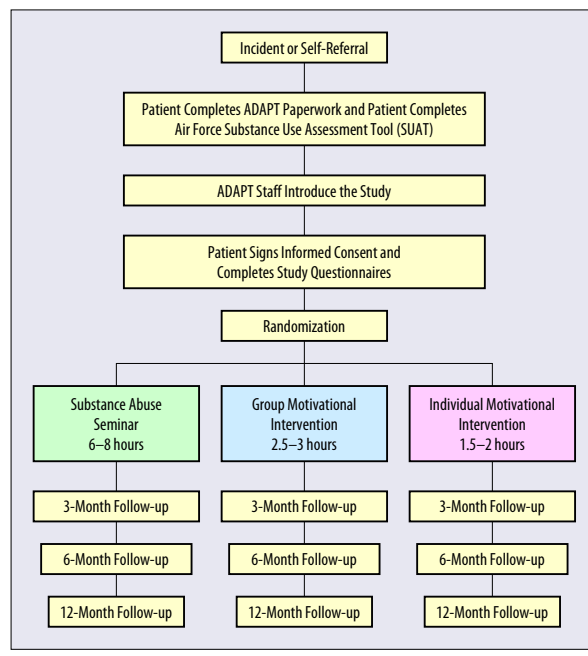 Incident or Self-Referral
Patient Completes ADAPT Paperwork and Patient Completes
Air Force Substance Use Assessment Tool (SUAT)
ADAPT Staff Introduce the Study
Patient Signs Informed Consent and
Completes Study Questionnaires
Randomization
Substance Abuse
Seminar
6–8 hours
Group Motivational
Intervention
2.5–3 hours
Individual Motivational
Intervention
1.5–2 hours
3-Month Follow-up
3-Month Follow-up
3-Month Follow-up
6-Month Follow-up
6-Month Follow-up
6-Month Follow-up
12-Month Follow-up
12-Month Follow-up
12-Month Follow-up